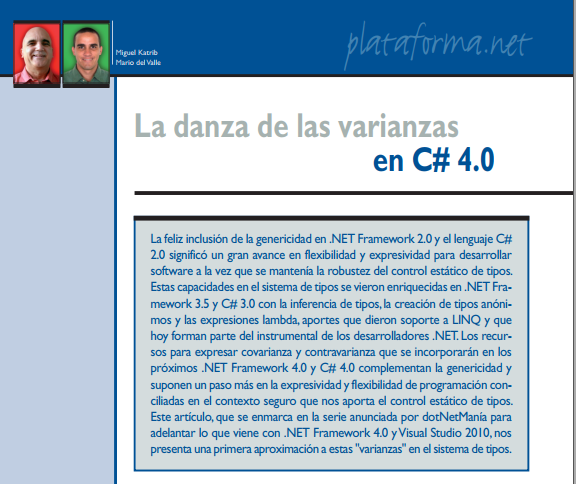 plataforma.net
Miguel Katrib
Mario del Valle
La danza de las varianzas
en C# 4.0
La feliz inclusión de la genericidad en .NET Framework 2.0 y el lenguaje C#
2.0 significó un gran avance en flexibilidad y expresividad para desarrollar
software a la vez que se mantenía la robustez del control estático de tipos.
Estas capacidades en el sistema de tipos se vieron enriquecidas en .NET Fra-
mework 3.5 y C# 3.0 con la inferencia de tipos, la creación de tipos anóni-
mos y las expresiones lambda, aportes que dieron soporte a LINQ y que
hoy forman parte del instrumental de los desarrolladores .NET. Los recur-
sos para expresar covarianza y contravarianza que se incorporarán en los
próximos .NET Framework 4.0 y C# 4.0 complementan la genericidad y
suponen un paso más en la expresividad y flexibilidad de programación con-
ciliadas en el contexto seguro que nos aporta el control estático de tipos.
Este artículo, que se enmarca en la serie anunciada por dotNetManía para
adelantar lo que viene con .NET Framework 4.0 y Visual Studio 2010, nos
presenta una primera aproximación a estas "varianzas" en el sistema de tipos.